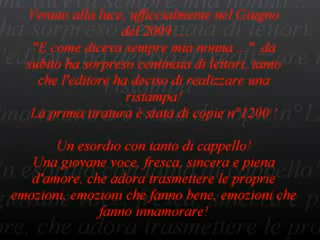 Venuto alla luce, ufficcialmente nel Giugno
del 2009
"E come diceva sempre mia nonna ..." da
subito ha sorpreso centinaia di lettori, tanto
che l'editore ha deciso di realizzare una
ristampa!
La prima tiratura è stata di copie n°1200 !
Un esordio con tanto di cappello!
Una giovane voce, fresca, sincera e piena
d'amore, che adora trasmettere le proprie
emozioni, emozioni che fanno bene, emozioni che
fanno innamorare!